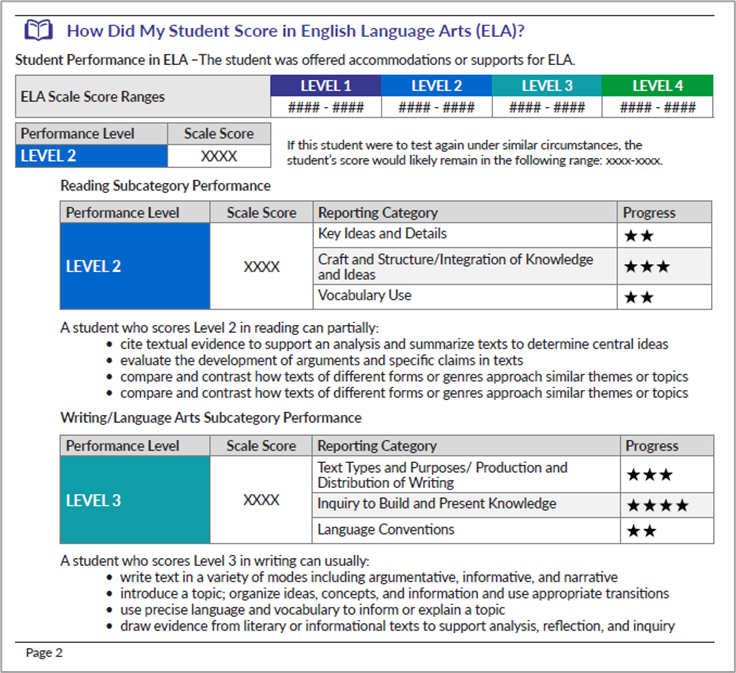 How Did My Student Score in English Language Arts (ELA)?
Student Performance in ELA –The student was offered accommodations or supports for ELA.
ELA Scale Score Ranges
LEVEL 1 LEVEL 2 LEVEL 3 LEVEL 4
#### - #### #### - #### #### - #### #### - ####
Performance Level Scale Score
LEVEL 2 XXXX
If this student were to test again under similar circumstances, the
student's score would likely remain in the following range: xxxx-xxxx.
Reading Subcategory Performance
Performance Level Scale Score Reporting Category Progress
LEVEL 2 XXXX
Key Ideas and Details ★★
Craft and Structure/Integration of Knowledge
and Ideas ★★★
Vocabulary Use ★★
A student who scores Level 2 in reading can partially:
• cite textual evidence to support an analysis and summarize texts to determine central ideas
• evaluate the development of arguments and specific claims in texts
• compare and contrast how texts of different forms or genres approach similar themes or topics
• compare and contrast how texts of different forms or genres approach similar themes or topics
Writing/Language Arts Subcategory Performance
Performance Level Scale Score Reporting Category Progress
LEVEL 3 XXXX
Text Types and Purposes/ Production and
Distribution of Writing ★★★
Inquiry to Build and Present Knowledge ★★★★
Language Conventions ★★
A student who scores Level 3 in writing can usually:
• write text in a variety of modes including argumentative, informative, and narrative
• introduce a topic; organize ideas, concepts, and information and use appropriate transitions
• use precise language and vocabulary to inform or explain a topic
• draw evidence from literary or informational texts to support analysis, reflection, and inquiry
Page 2